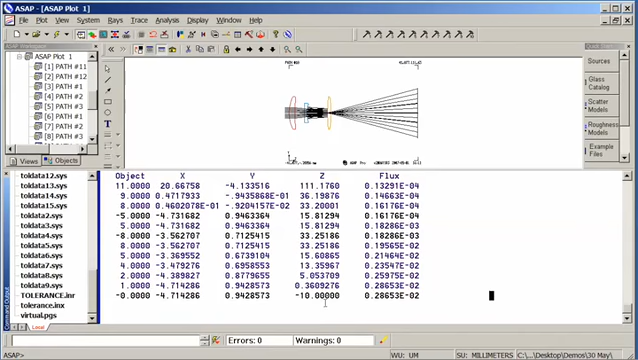 ASAP Plot 1
File Plot View System Rays Trace Analysis Display Window Help
ASAP Workspace
ASAP Plot 1
[1] PATH #11
[2] PATH #12
[3] PATH #1
[4] PATH #2
[5] PATH #3
[6] PATH #1
[7] PATH #2
[8] PATH #3
Views Objects
Sources
Glass Catalog
Scatter Models
Roughness Models
Example Files
toldata12.sys
toldata13.sys
toldata14.sys
toldata15.sys
toldata2.sys
toldata3.sys
toldata4.sys
toldata5.sys
toldata6.sys
toldata7.sys
toldata8.sys
toldata9.sys
TOLERANCE.inr
tolerance.inx
virtual.pgs
Local
Command Output
Object X Y Z Flux
11.0000 20.66758 -4.133516 111.1760 0.13291E-04
9.0000 0.4717933 -.9435868E-01 36.19876 0.14663E-04
8.0000 0.4602078E-01 -.9204157E-02 33.20001 0.16176E-04
-5.0000 -4.731682 0.9463364 15.81294 0.16176E-04
5.0000 -4.731682 0.9463364 15.81294 0.18286E-03
-8.0000 -3.562707 0.7125415 33.25186 0.18286E-03
8.0000 -3.562707 0.7125415 33.25186 0.19565E-02
5.0000 -3.369552 0.6739104 15.60865 0.21464E-02
4.0000 -3.479276 0.6958553 13.35967 0.23547E-02
2.0000 -4.389827 0.8779655 5.053709 0.25975E-02
1.0000 -4.714286 0.9428573 0.3609276 0.28653E-02
-0.0000 -4.714286 0.9428573 -10.00000 0.28653E-02
Errors: 0 Warnings: 0
ASAP> ...\Desktop\Demos\30 May... WU: UM SU: MILLIMETERS